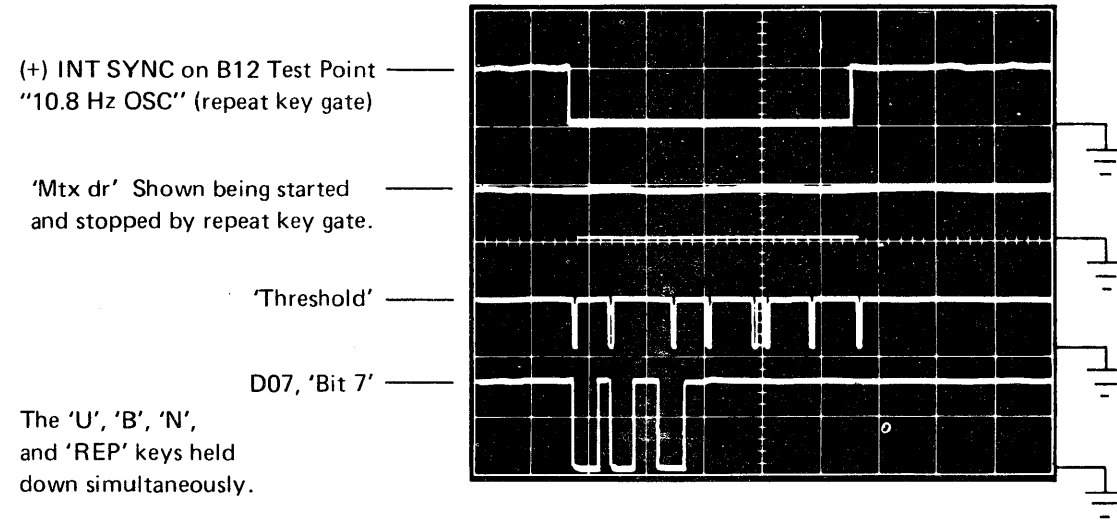 (+) INT SYNC on B12 Test Point
"10.8 Hz OSC" (repeat key gate)
'Mtx dr' Shown being started
and stopped by repeat key gate.
'Threshold'
D07, 'Bit 7'
The 'U', 'B', 'N',
and 'REP' keys held
down simultaneously.